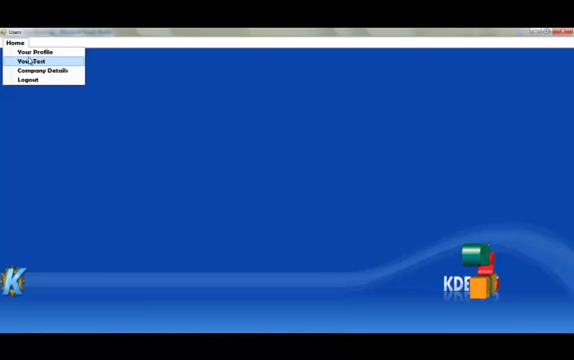 Users
Home
Your Profile
Your Test
Company Details
Logout
K
KDE